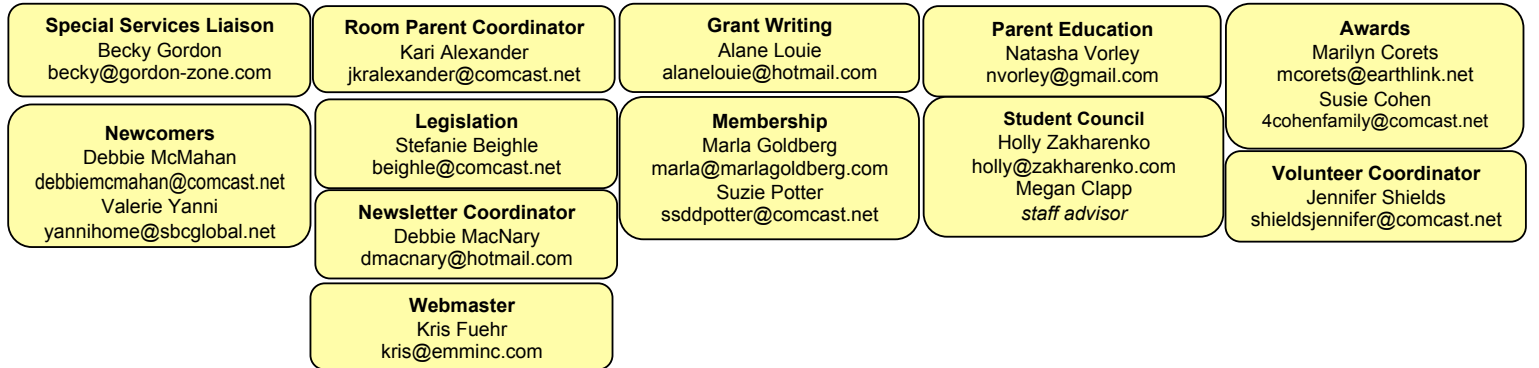 Special Services Liaison
Becky Gordon
becky@gordon-zone.com
Room Parent Coordinator
Kari Alexander
jkralexander@comcast.net
Grant Writing
Alane Louie
alanelouie@hotmail.com
Parent Education
Natasha Vorley
nvorley@gmail.com
Awards
Marilyn Corets
mcorets@earthlink.net
Susie Cohen
4cohenfamily@comcast.net
Newcomers
Debbie McMahan
debbiemcmahan@comcast.net
Valerie Yanni
yannihome@sbcglobal.net
Legislation
Stefanie Beighle
beighle@comcast.net
Membership
Marla Goldberg
marla@marlagoldberg.com
Suzie Potter
ssddpotter@comcast.net
Student Council
Holly Zakharenko
holly@zakharenko.com
Megan Clapp
staff advisor
Volunteer Coordinator
Jennifer Shields
shieldsjennifer@comcast.net
Newsletter Coordinator
Debbie MacNary
dmacnary@hotmail.com
Webmaster
Kris Fuehr
kris@emminc.com